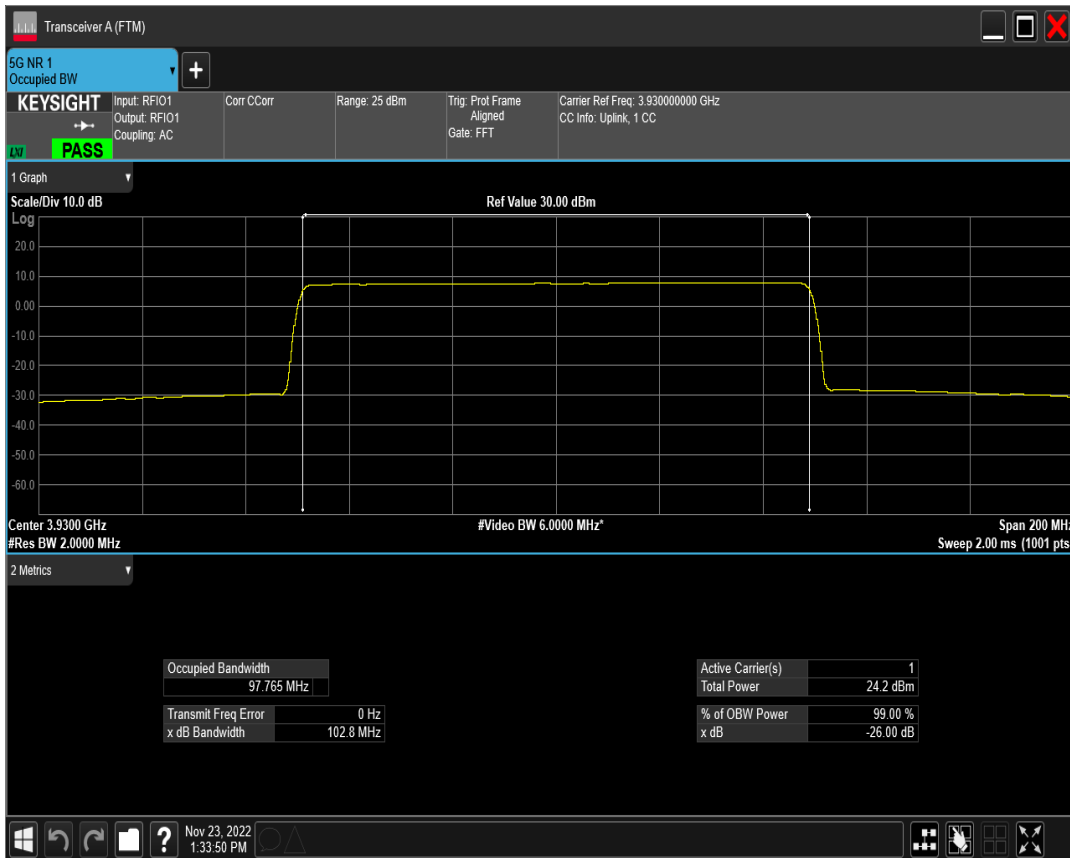 Transceiver A (FTM)
5G NR 1
Occupied BW
+
KEYSIGHT
LXI
PASS
Input: RFIO1
Output: RFIO1
Coupling: AC
Corr CCorr
Range: 25 dBm
Trig: Prot Frame
Aligned
Gate: FFT
Carrier Ref Freq: 3.930000000 GHz
CC Info: Uplink, 1 CC
1 Graph
Scale/Div 10.0 dB
Ref Value 30.00 dBm
Log
20.0
10.0
0.00
-10.0
-20.0
-30.0
-40.0
-50.0
-60.0
Center 3.9300 GHz
#Video BW 6.0000 MHz*
Span 200 MHz
#Res BW 2.0000 MHz
Sweep 2.00 ms (1001 pts
2 Metrics
Occupied Bandwidth
97.765 MHz
Transmit Freq Error 0 Hz
x dB Bandwidth 102.8 MHz
Active Carrier(s) 1
Total Power 24.2 dBm
% of OBW Power 99.00 %
x dB -26.00 dB
?
Nov 23, 2022
1:33:50 PM